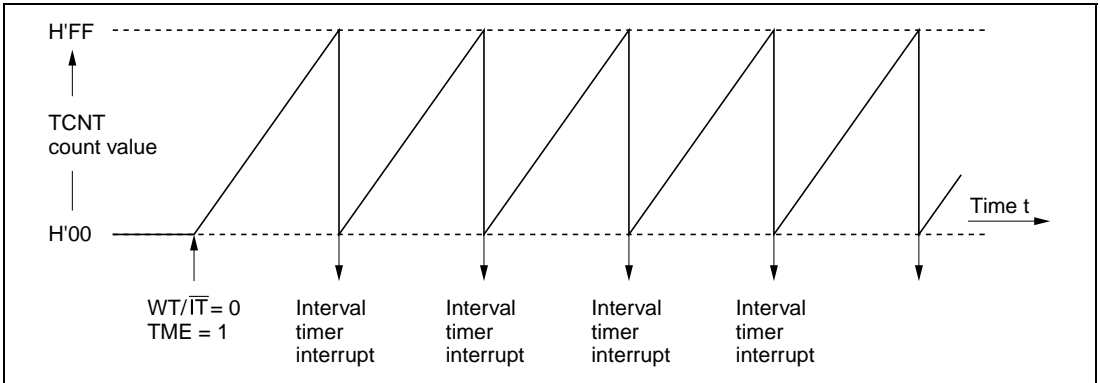 H'FF
TCNT
count value
H'00
Time t
WT/I̅T̅ = 0
TME = 1
Interval
timer
interrupt
Interval
timer
interrupt
Interval
timer
interrupt
Interval
timer
interrupt